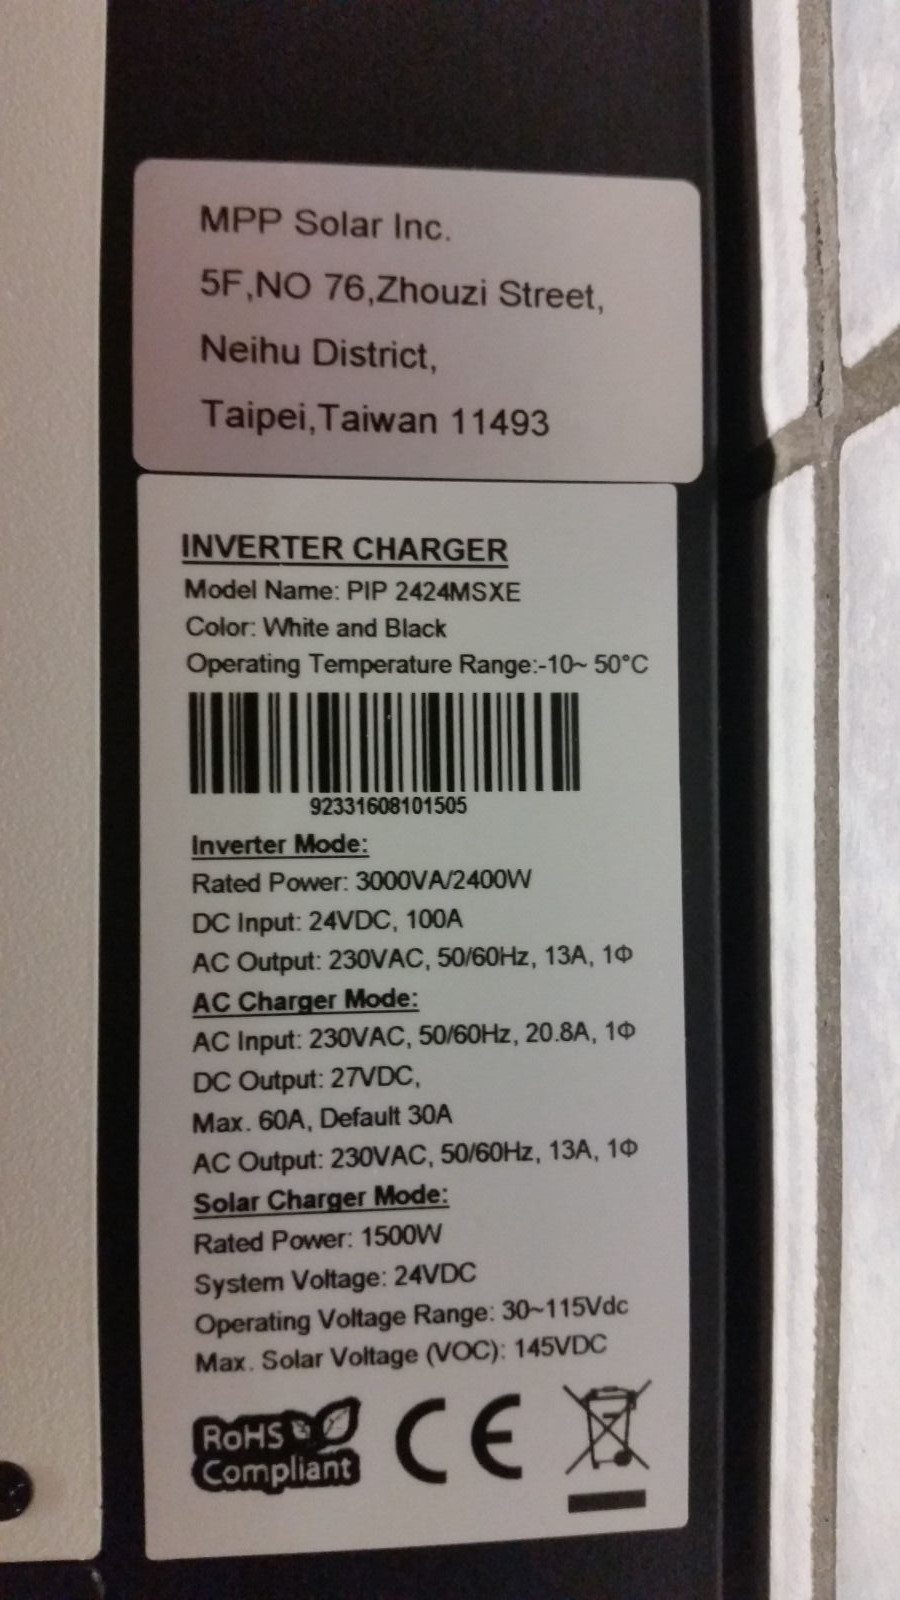 MPP Solar Inc.
5F,NO 76,Zhouzi Street,
Neihu District,
Taipei,Taiwan 11493
INVERTER CHARGER
Model Name: PIP 2424MSXE
Color: White and Black
Operating Temperature Range:-10~ 50°C
92331608101505
Inverter Mode:
Rated Power: 3000VA/2400W
DC Input: 24VDC, 100A
AC Output: 230VAC, 50/60Hz, 13A, 1Φ
AC Charger Mode:
AC Input: 230VAC, 50/60Hz, 20.8A, 1Φ
DC Output: 27VDC,
Max. 60A, Default 30A
AC Output: 230VAC, 50/60Hz, 13A, 1Φ
Solar Charger Mode:
Rated Power: 1500W
System Voltage: 24VDC
Operating Voltage Range: 30~115Vdc
Max. Solar Voltage (VOC): 145VDC
RoHS
Compliant
CE